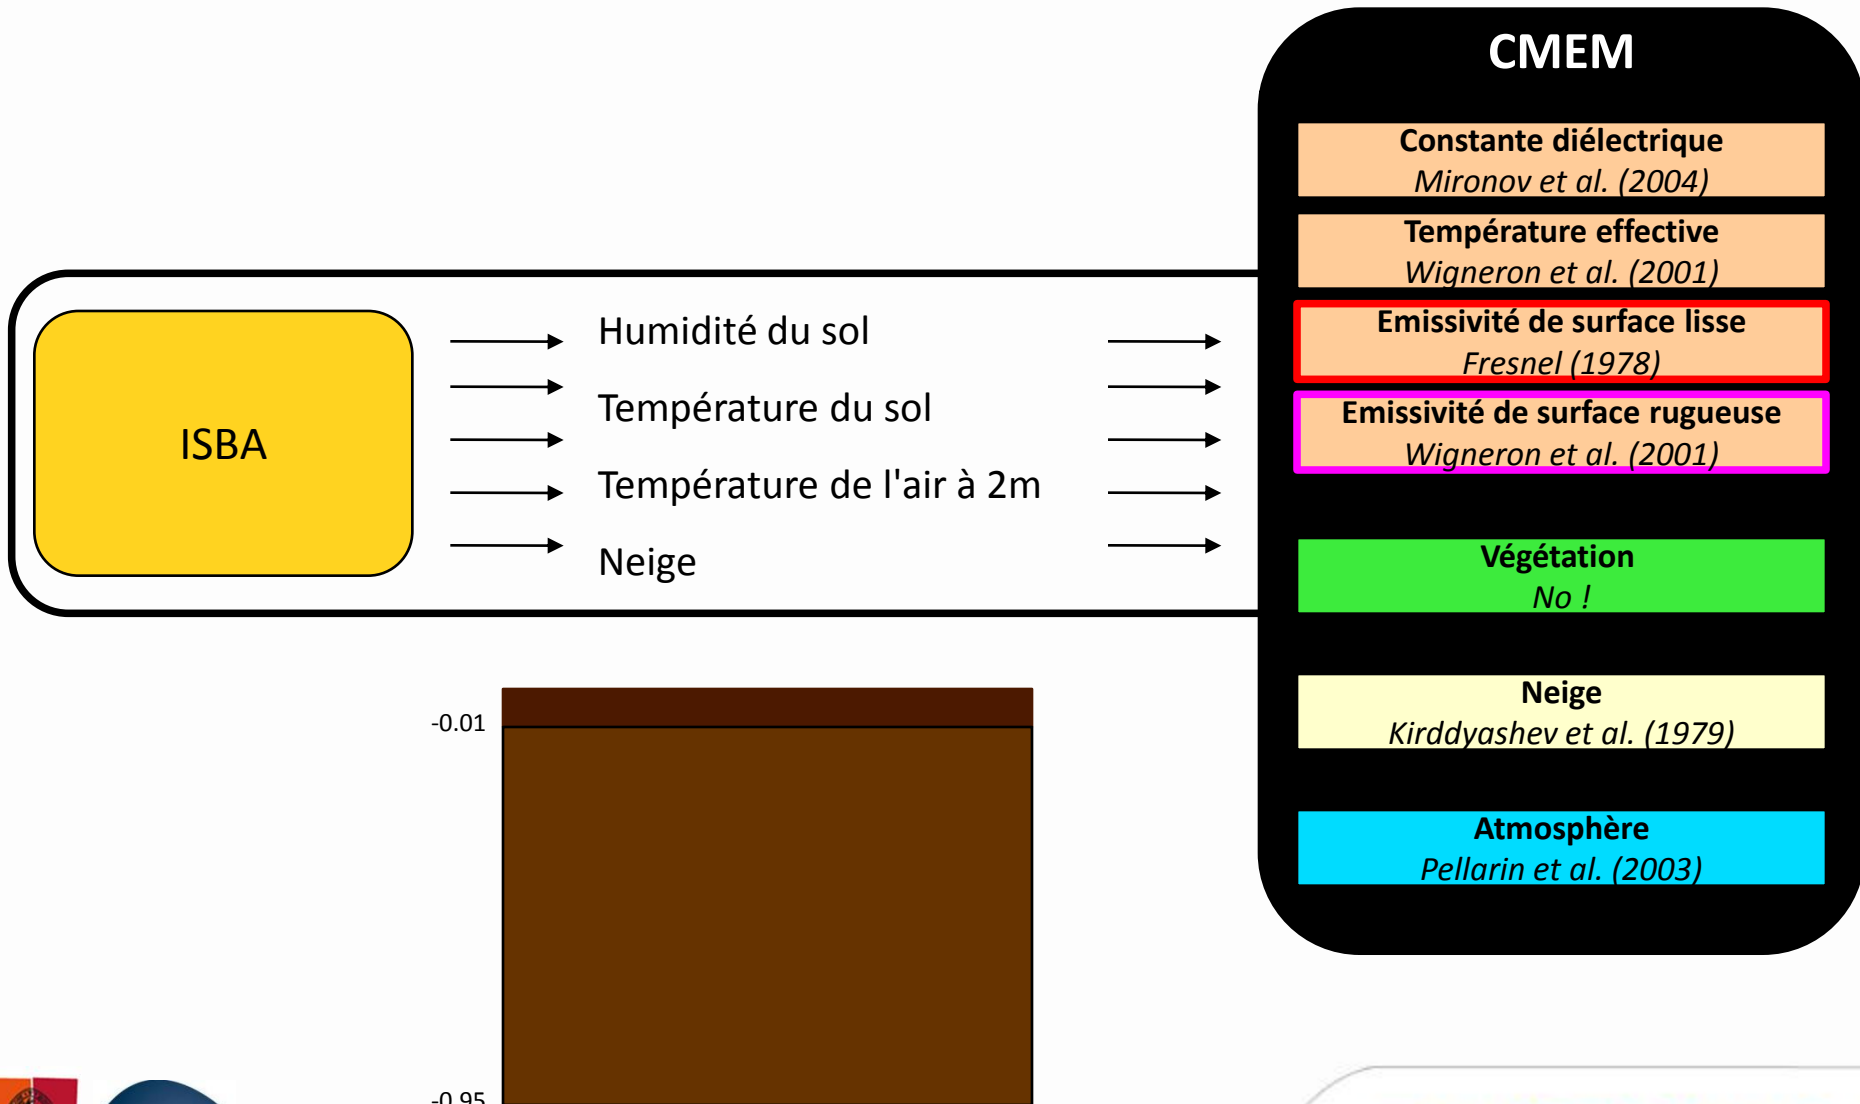 CMEM
Constante diélectrique
Mironov et al. (2004)
Température effective
Wigneron et al. (2001)
Emissivité de surface lisse
Fresnel (1978)
Emissivité de surface rugueuse
Wigneron et al. (2001)
Végétation
No !
Neige
Kirddyashev et al. (1979)
Atmosphère
Pellarin et al. (2003)
ISBA
Humidité du sol
Température du sol
Température de l'air à 2m
Neige
-0.01
-0.95